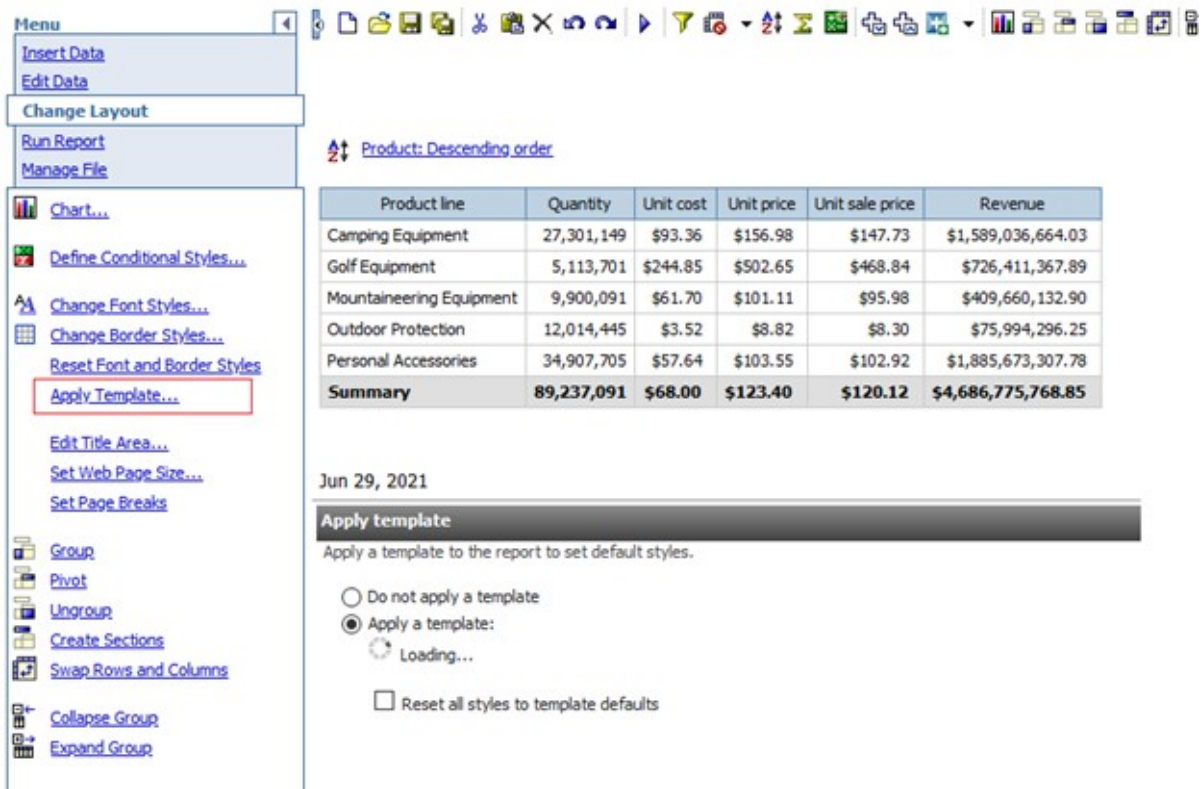 Menu
Insert Data
Edit Data
Change Layout
Run Report
Manage File
Chart...
Define Conditional Styles...
Change Font Styles...
Change Border Styles...
Reset Font and Border Styles
Apply Template...
Edit Title Area...
Set Web Page Size...
Set Page Breaks
Group
Pivot
Ungroup
Create Sections
Swap Rows and Columns
Collapse Group
Expand Group
Product: Descending order
Product line Quantity Unit cost Unit price Unit sale price Revenue
Camping Equipment 27,301,149 $93.36 $156.98 $147.73 $1,589,036,664.03
Golf Equipment 5,113,701 $244.85 $502.65 $468.84 $726,411,367.89
Mountaineering Equipment 9,900,091 $61.70 $101.11 $95.98 $409,660,132.90
Outdoor Protection 12,014,445 $3.52 $8.82 $8.30 $75,994,296.25
Personal Accessories 34,907,705 $57.64 $103.55 $102.92 $1,885,673,307.78
Summary 89,237,091 $68.00 $123.40 $120.12 $4,686,775,768.85
Jun 29, 2021
Apply template
Apply a template to the report to set default styles.
Do not apply a template
Apply a template:
Loading...
Reset all styles to template defaults